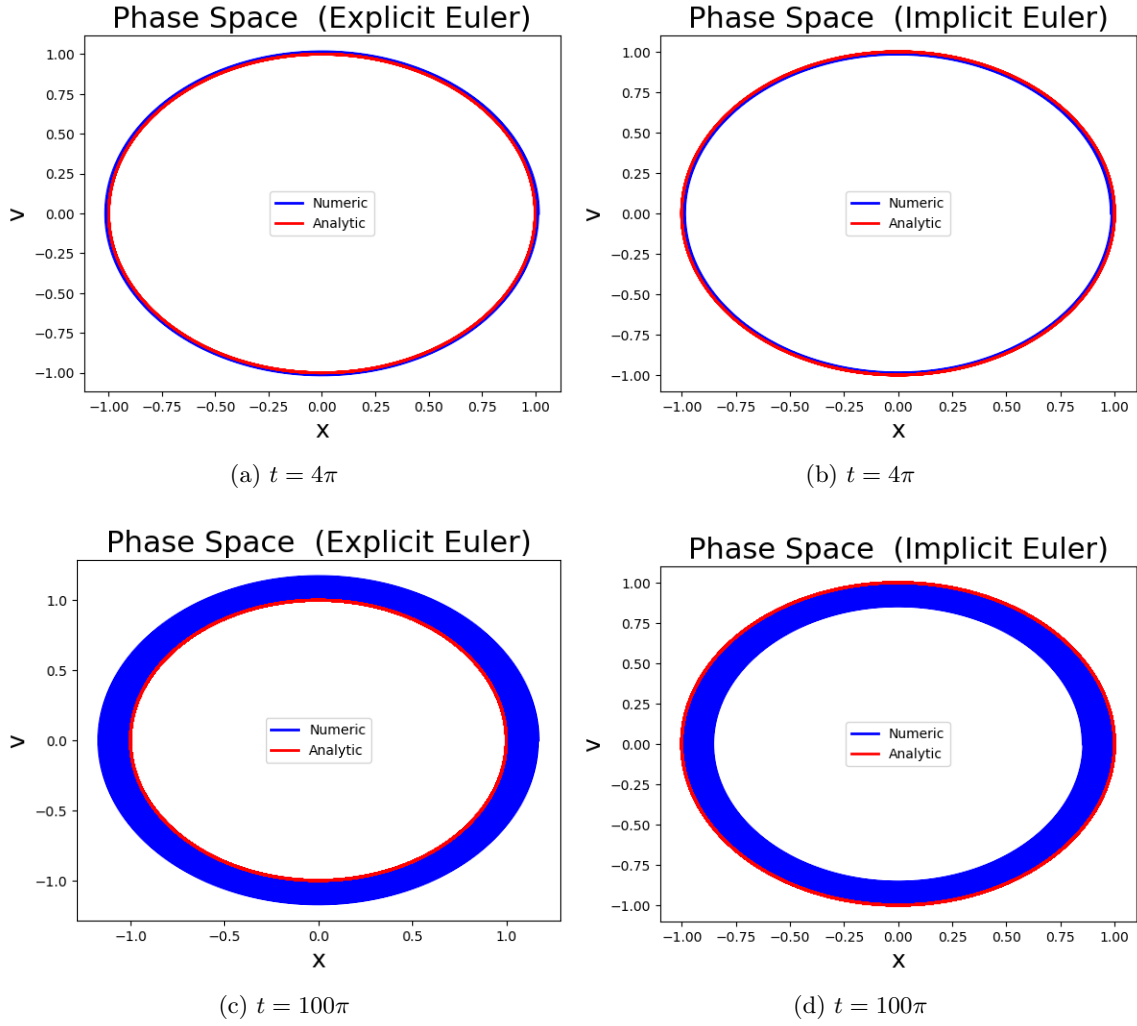 Phase Space  (Explicit Euler)
1.00
0.75
0.50
0.25
0.00
−0.25
−0.50
−0.75
−1.00
v
Numeric
Analytic
−1.00 −0.75 −0.50 −0.25 0.00 0.25 0.50 0.75 1.00
x
(a) t = 4π
Phase Space  (Implicit Euler)
1.00
0.75
0.50
0.25
0.00
−0.25
−0.50
−0.75
−1.00
v
Numeric
Analytic
−1.00 −0.75 −0.50 −0.25 0.00 0.25 0.50 0.75 1.00
x
(b) t = 4π
Phase Space  (Explicit Euler)
1.0
0.5
0.0
−0.5
−1.0
v
Numeric
Analytic
−1.0 −0.5 0.0 0.5 1.0
x
(c) t = 100π
Phase Space  (Implicit Euler)
1.00
0.75
0.50
0.25
0.00
−0.25
−0.50
−0.75
−1.00
v
Numeric
Analytic
−1.00 −0.75 −0.50 −0.25 0.00 0.25 0.50 0.75 1.00
x
(d) t = 100π